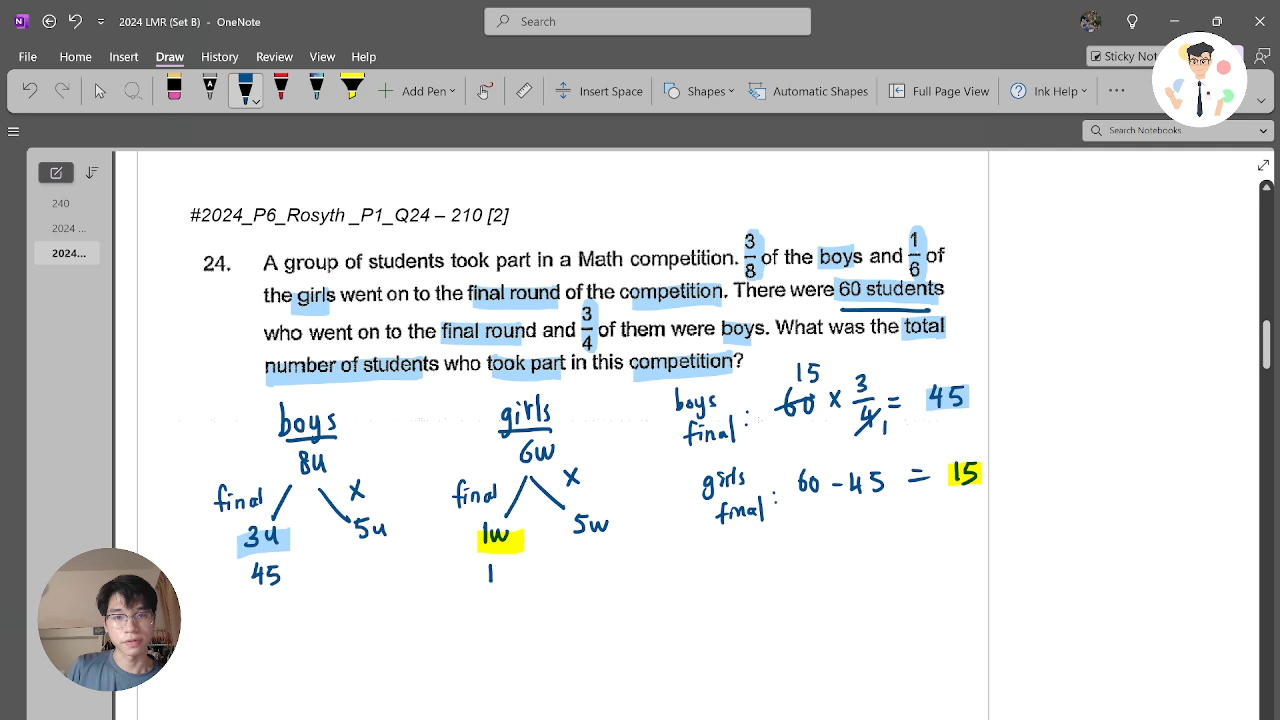 2024 LMR (Set B) - OneNote
Search
File Home Insert Draw History Review View Help
Sticky Not
Add Pen
Insert Space
Shapes
Automatic Shapes
Full Page View
Ink Help
Search Notebooks
240
2024 ...
2024...
#2024_P6_Rosyth _P1_Q24 – 210 [2]
24. A group of students took part in a Math competition. 3/8 of the boys and 1/6 of
the girls went on to the final round of the competition. There were 60 students
who went on to the final round and 3/4 of them were boys. What was the total
number of students who took part in this competition?
boys
8u
final x
3u 5u
45
girls
6w
final x
1w 5w
1
boys final : 60 15 × 3/4 1 = 45
girls final : 60 - 45 = 15